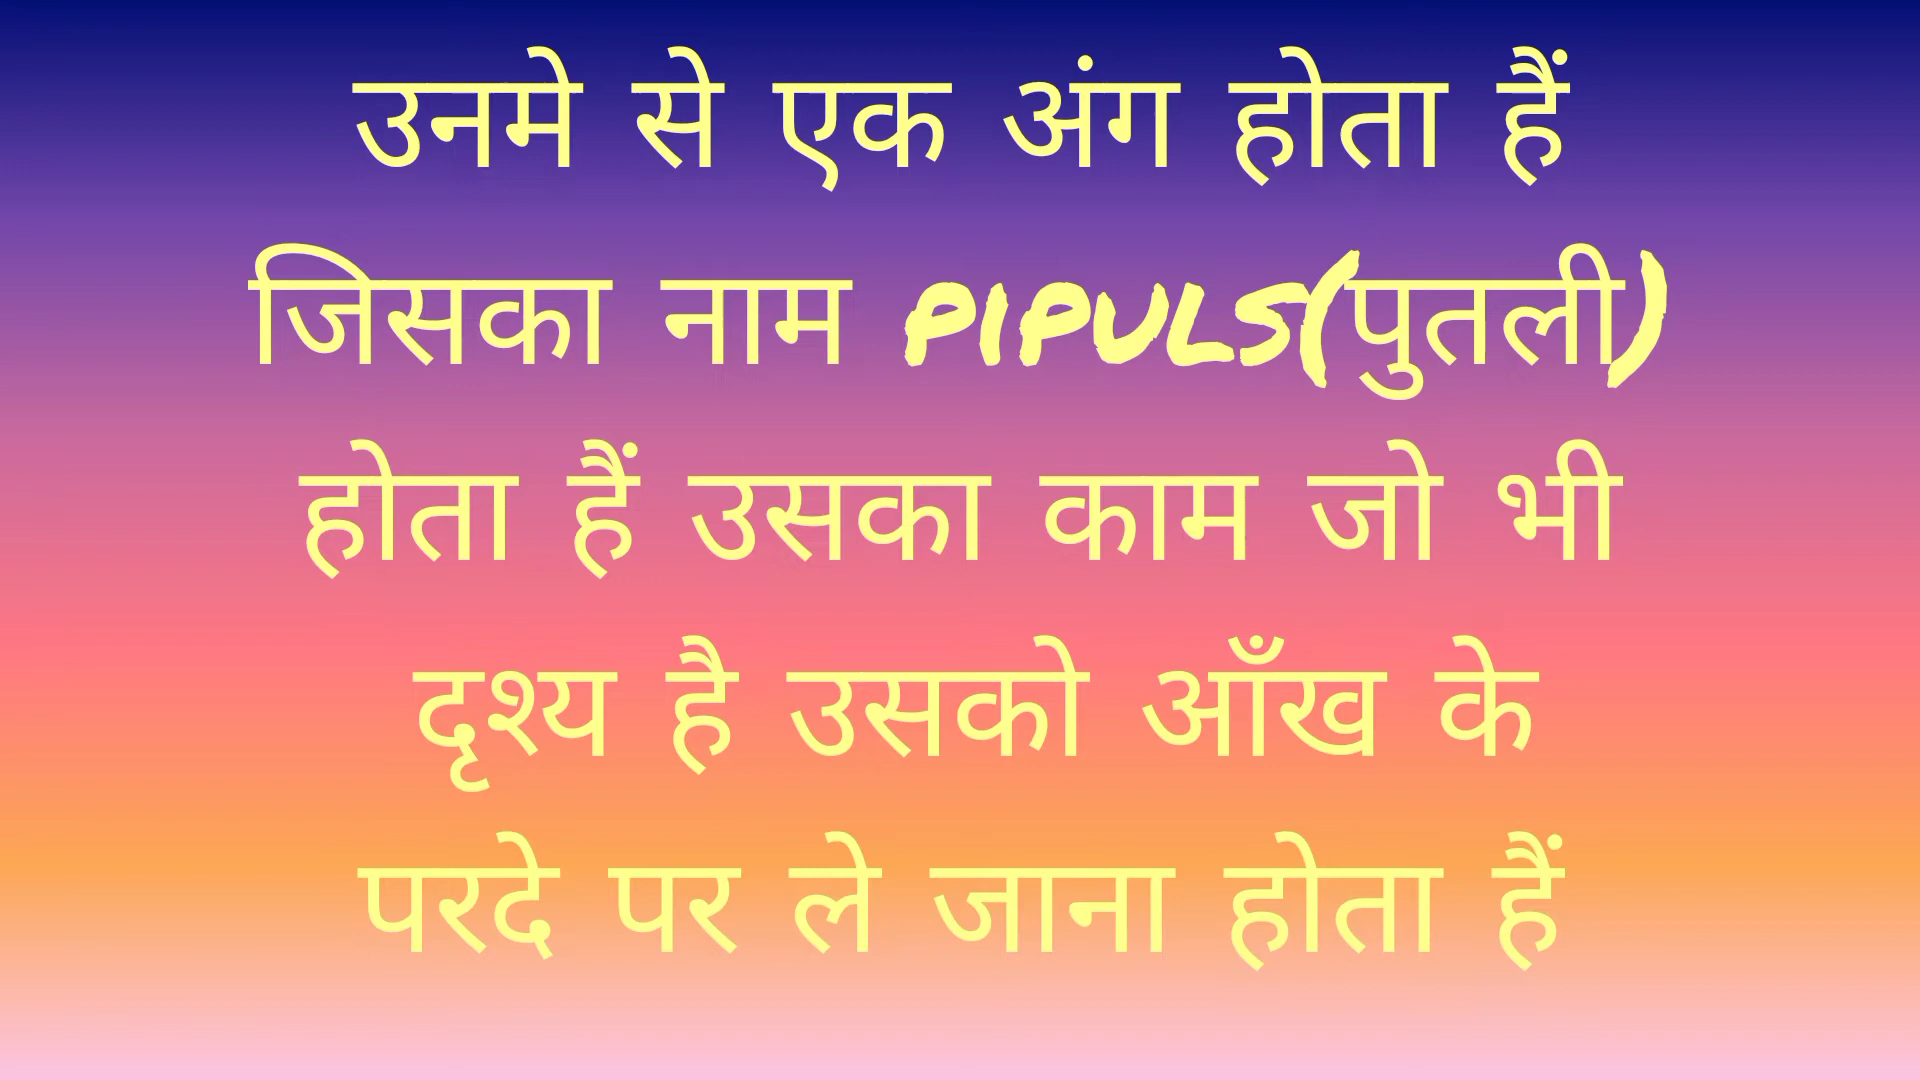 उनमे से एक अंग होता हैं
जिसका नाम PIPULS(पुतली)
होता हैं उसका काम जो भी
दृश्य है उसको आँख के
परदे पर ले जाना होता हैं